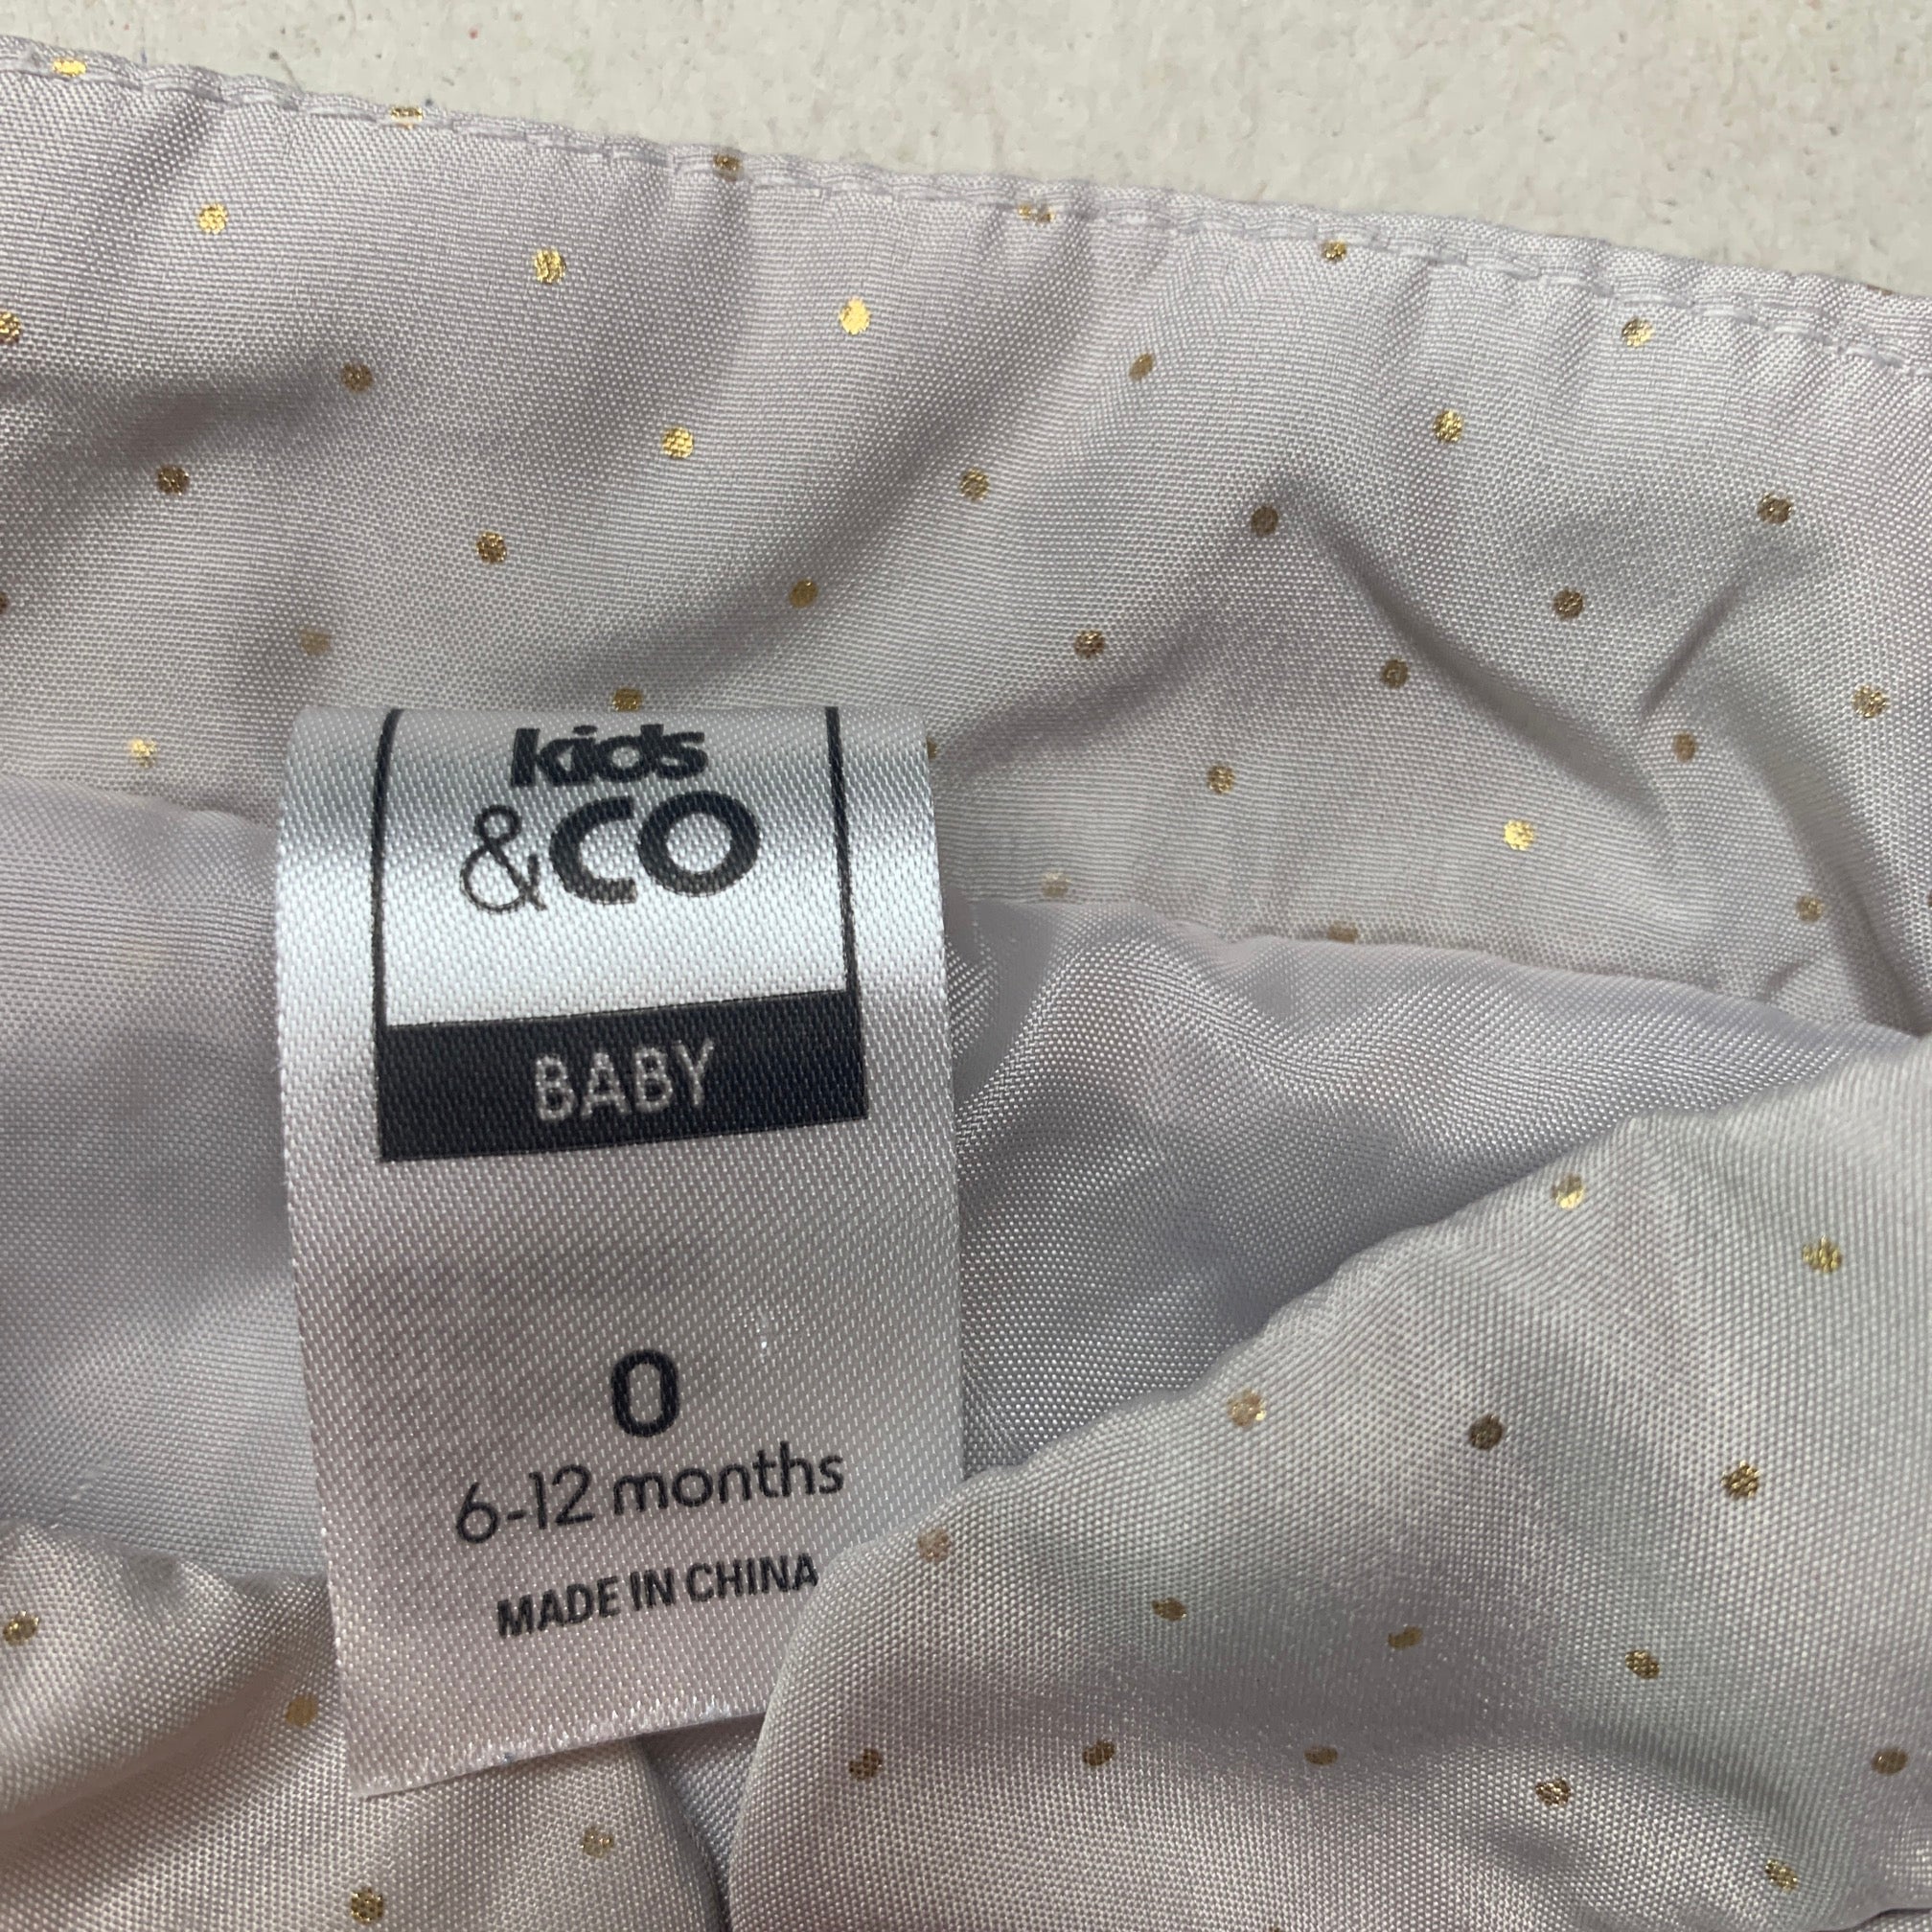 kids
&CO
BABY
0
6-12 months
MADE IN CHINA